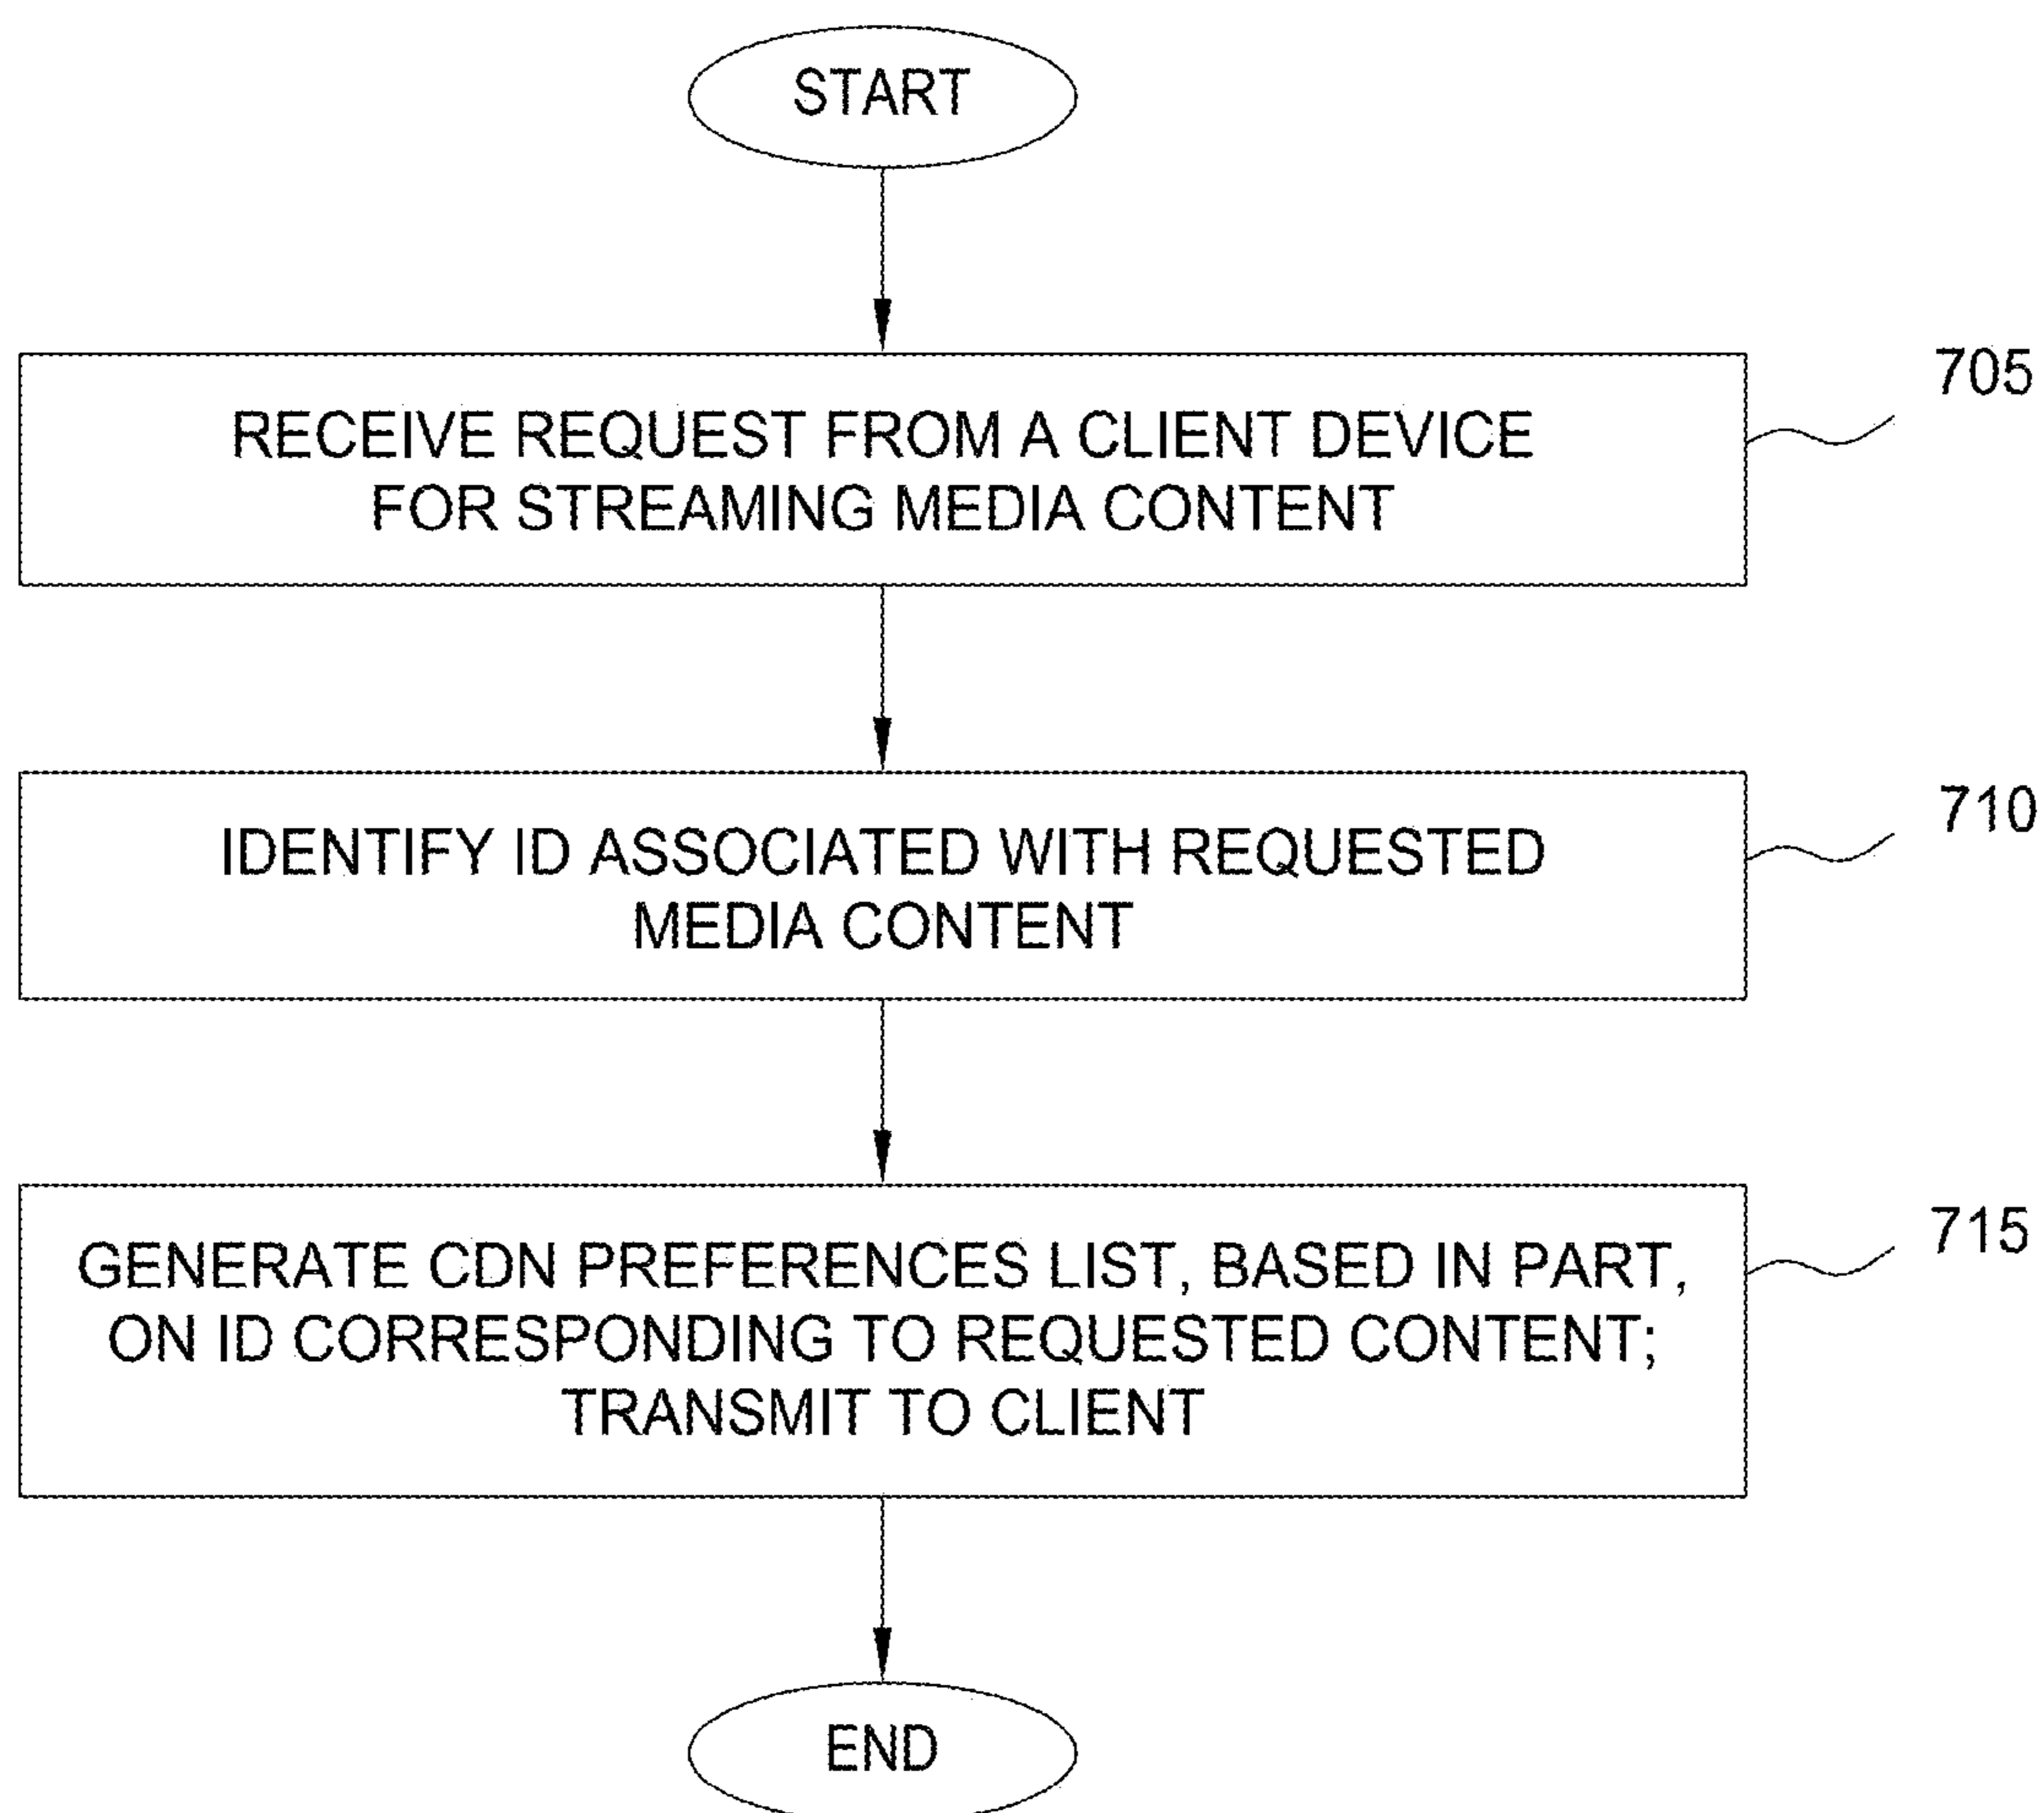 START
RECEIVE REQUEST FROM A CLIENT DEVICE
FOR STREAMING MEDIA CONTENT
705
IDENTIFY ID ASSOCIATED WITH REQUESTED
MEDIA CONTENT
710
GENERATE CDN PREFERENCES LIST, BASED IN PART,
ON ID CORRESPONDING TO REQUESTED CONTENT;
TRANSMIT TO CLIENT
715
END